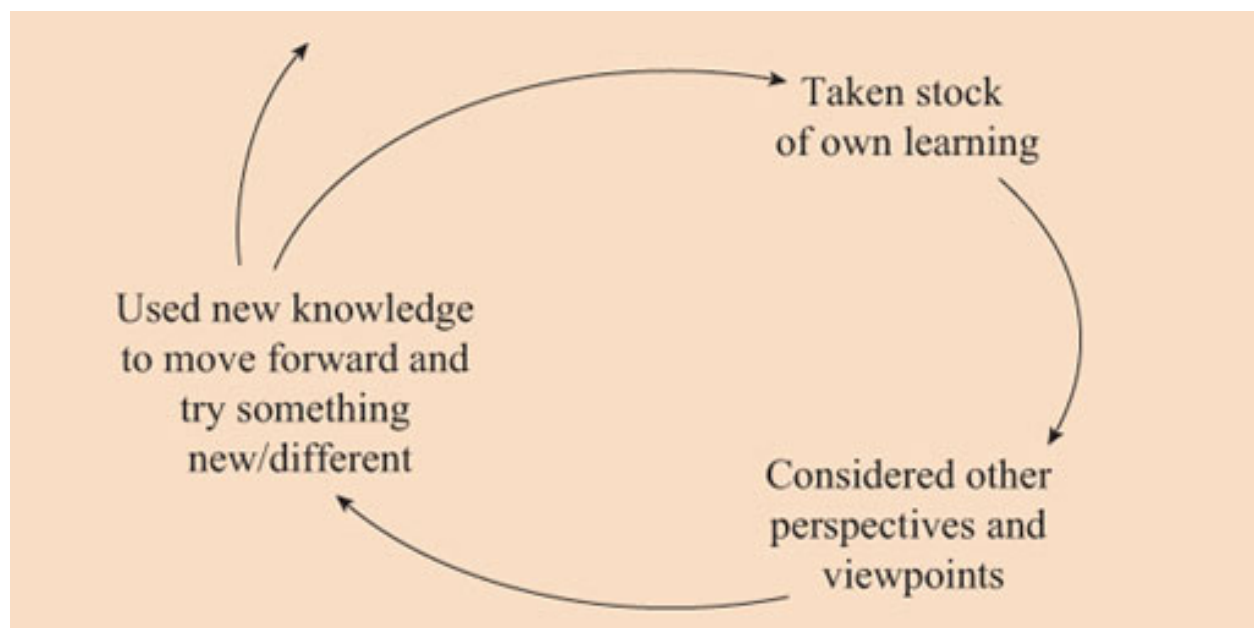 Taken stock
of own learning
Considered other
perspectives and
viewpoints
Used new knowledge
to move forward and
try something
new/different